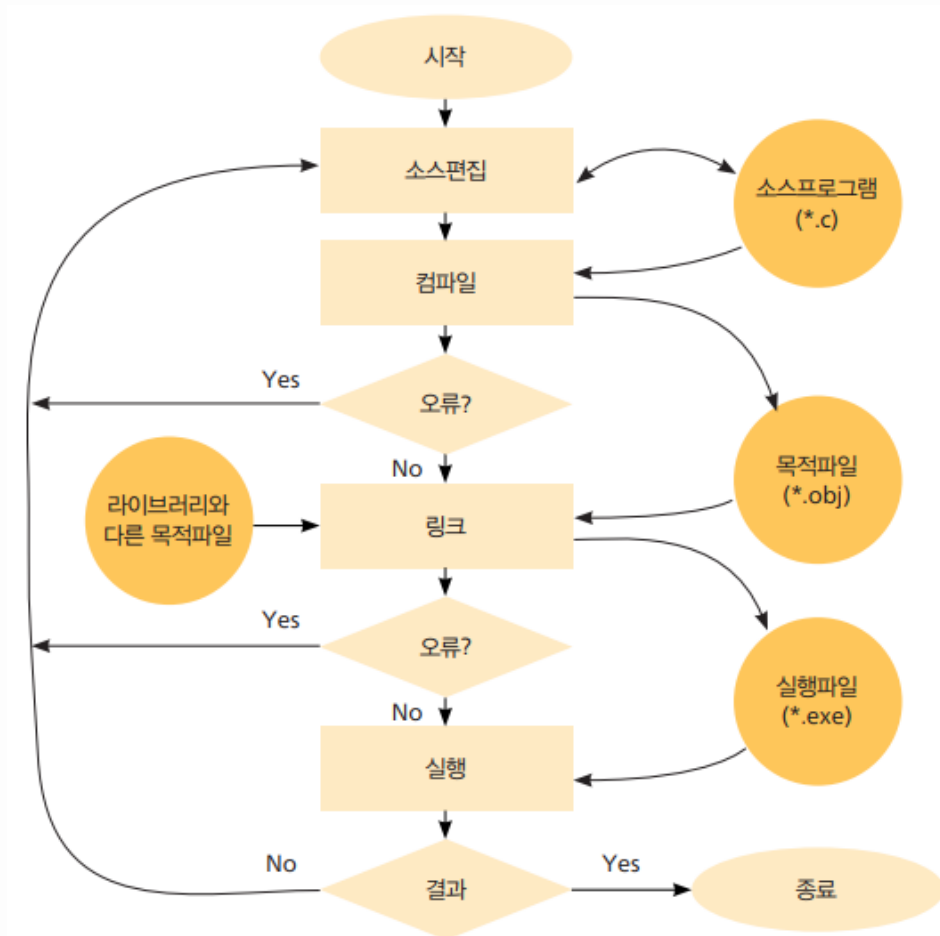 시작
소스편집
소스프로그램
(*.c)
컴파일
Yes
오류?
No
목적파일
(*.obj)
라이브러리와
다른 목적파일
링크
Yes
오류?
No
실행파일
(*.exe)
실행
No
결과
Yes
종료